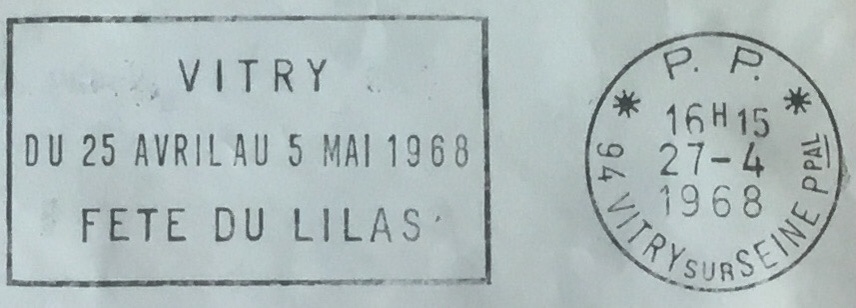 VITRY
DU 25 AVRIL AU 5 MAI 1968
FETE DU LILAS
P. P.
16H15
27-4
1968
94 VITRY SUR SEINE PPAL